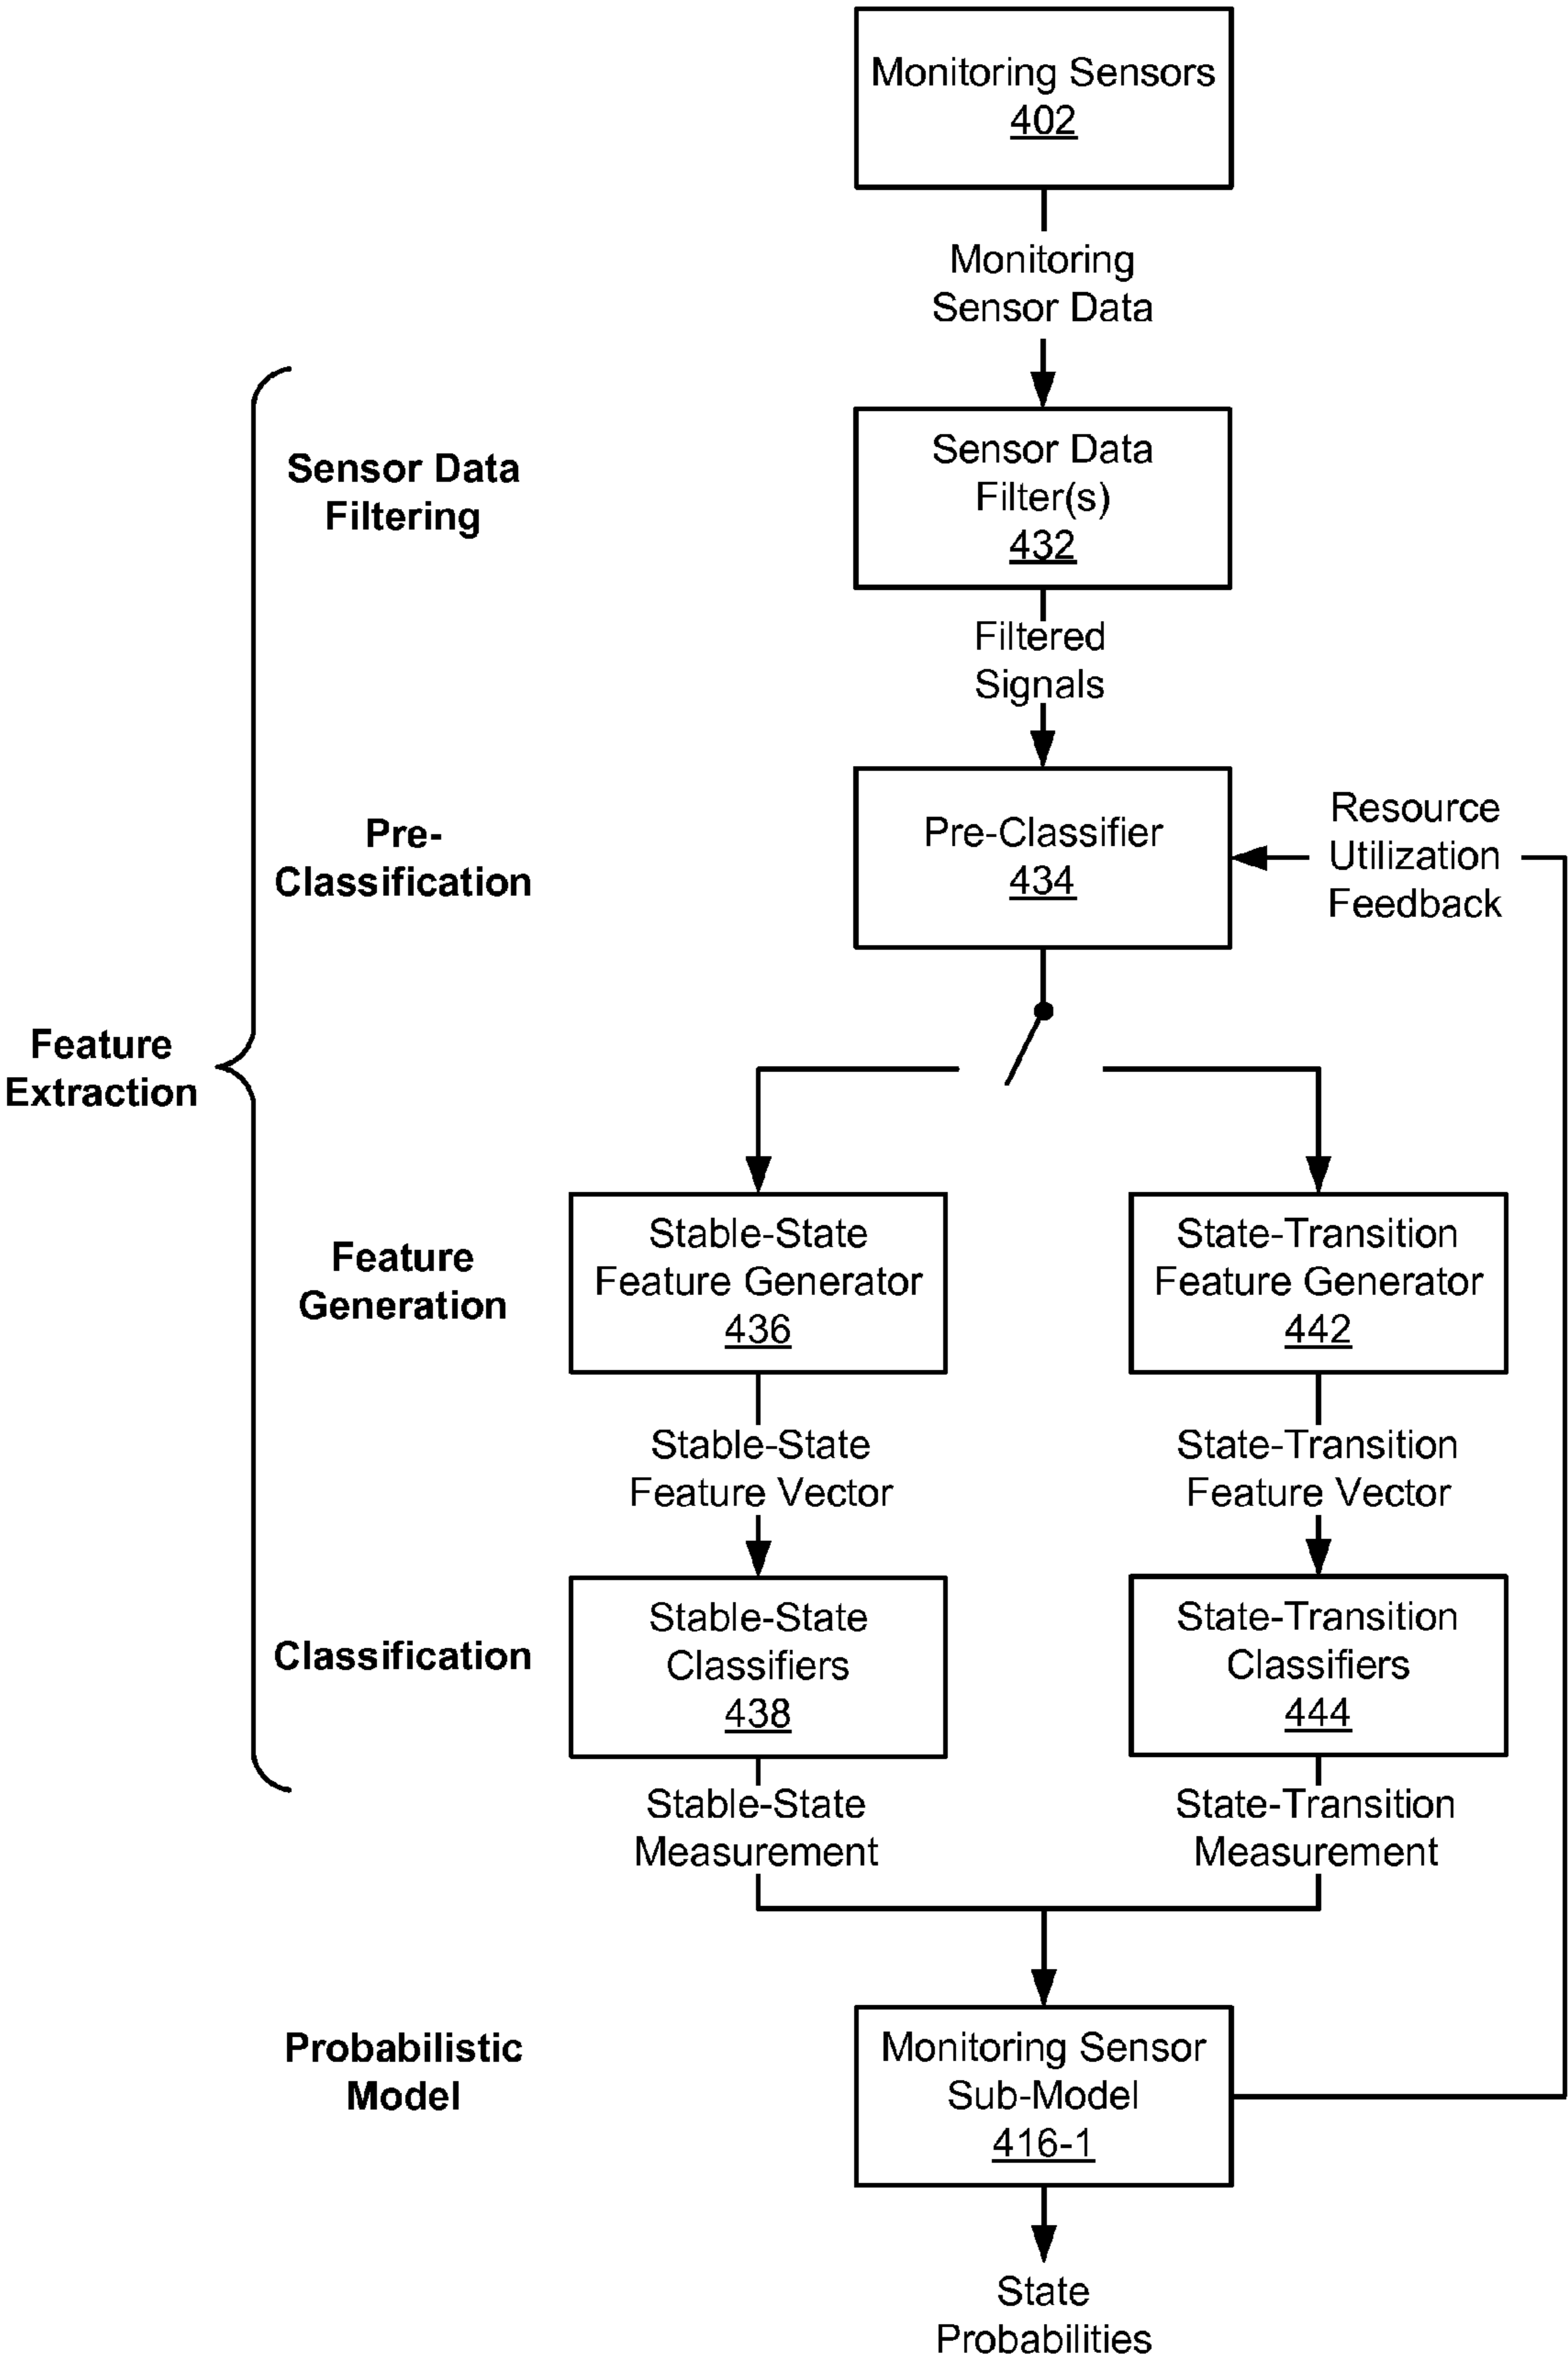 Monitoring Sensors
402
Monitoring
Sensor Data
Sensor Data
Filtering
Sensor Data
Filter(s)
432
Filtered
Signals
Pre-
Classification
Pre-Classifier
434
Resource
Utilization
Feedback
Feature
Extraction
Feature
Generation
Stable-State
Feature Generator
436
State-Transition
Feature Generator
442
Stable-State
Feature Vector
State-Transition
Feature Vector
Classification
Stable-State
Classifiers
438
State-Transition
Classifiers
444
Stable-State
Measurement
State-Transition
Measurement
Probabilistic
Model
Monitoring Sensor
Sub-Model
416-1
State
Probabilities